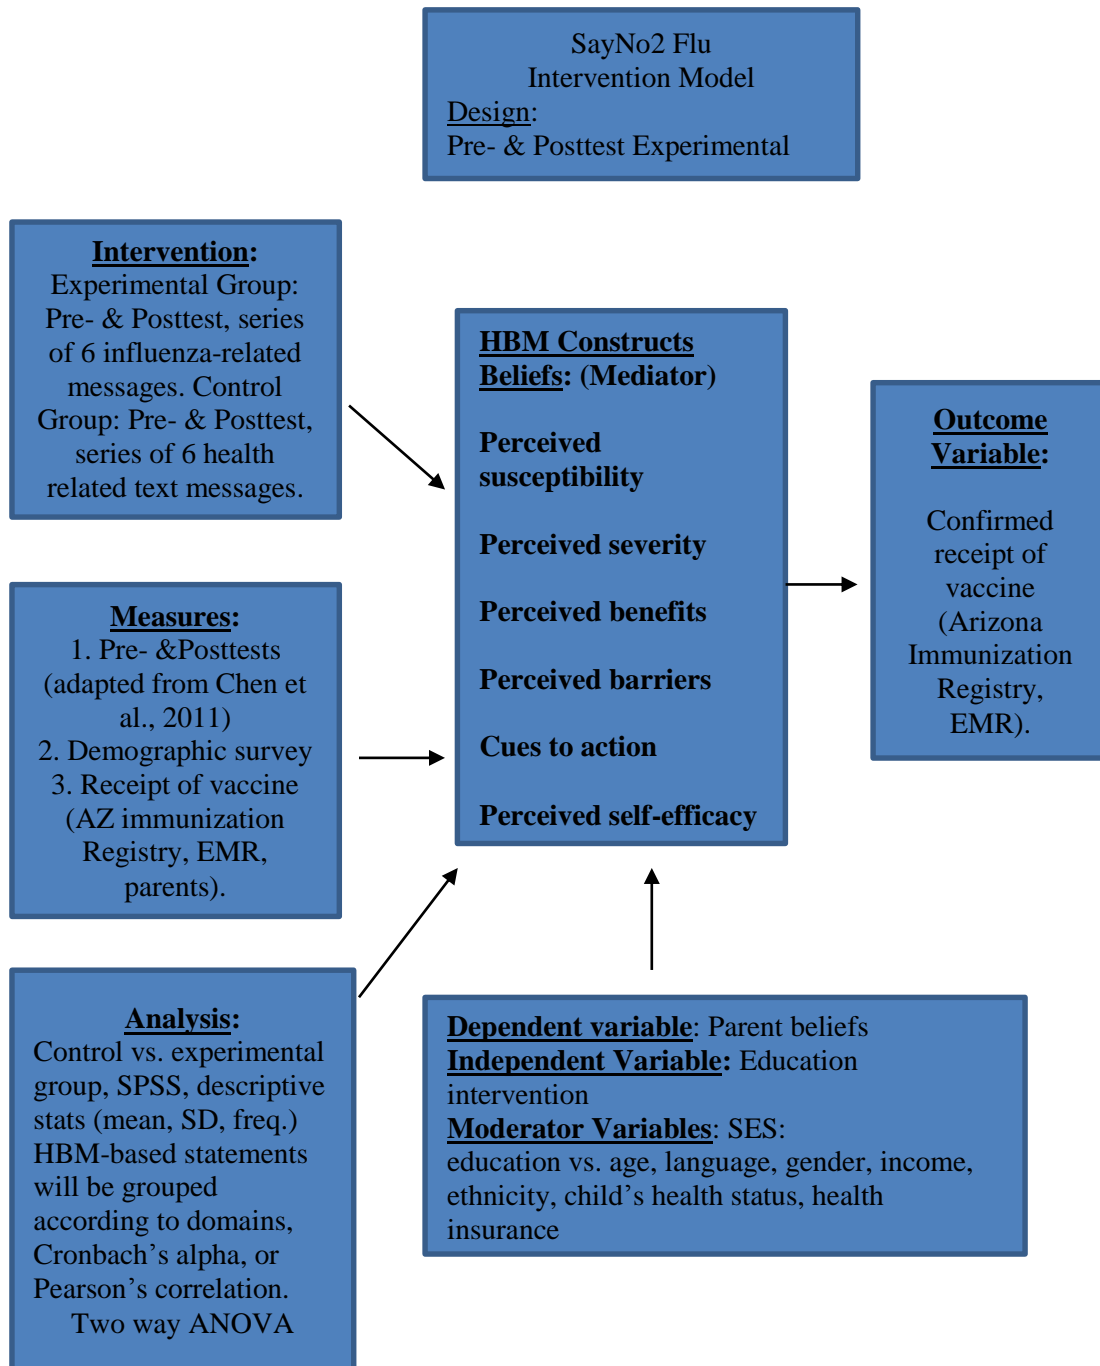 SayNo2 Flu
Intervention Model
Design:
Pre- & Posttest Experimental
Intervention:
Experimental Group:
Pre- & Posttest, series
of 6 influenza-related
messages. Control
Group: Pre- & Posttest,
series of 6 health
related text messages.
Measures:
1. Pre- &Posttests
(adapted from Chen et
al., 2011)
2. Demographic survey
3. Receipt of vaccine
(AZ immunization
Registry, EMR,
parents).
Analysis:
Control vs. experimental
group, SPSS, descriptive
stats (mean, SD, freq.)
HBM-based statements
will be grouped
according to domains,
Cronbach’s alpha, or
Pearson’s correlation.
Two way ANOVA
HBM Constructs
Beliefs: (Mediator)
Perceived
susceptibility
Perceived severity
Perceived benefits
Perceived barriers
Cues to action
Perceived self-efficacy
Dependent variable: Parent beliefs
Independent Variable: Education
intervention
Moderator Variables: SES:
education vs. age, language, gender, income,
ethnicity, child’s health status, health
insurance
Outcome
Variable:
Confirmed
receipt of
vaccine
(Arizona
Immunization
Registry,
EMR).